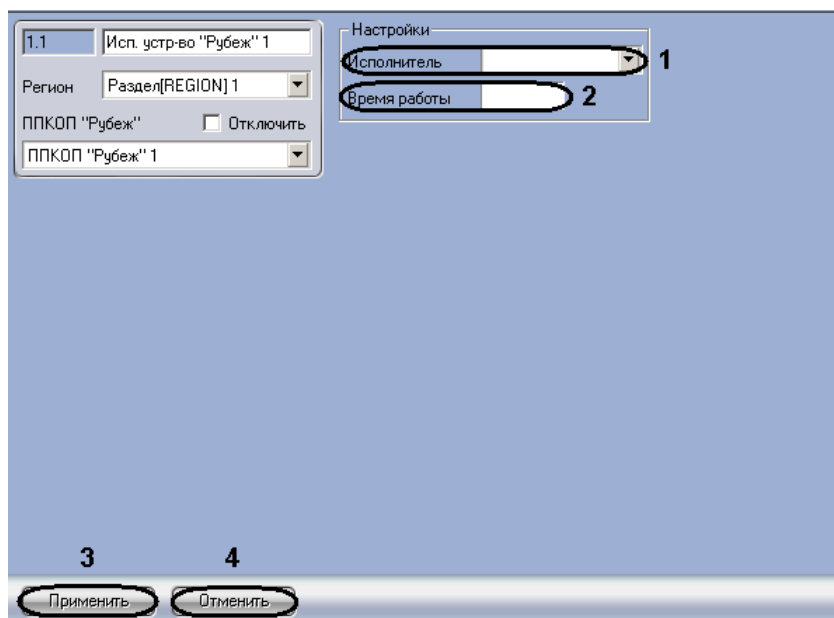 1.1 Исп. устр-во "Рубеж" 1
Регион Раздел[REGION] 1
ППКОП "Рубеж" Отключить
ППКОП "Рубеж" 1
Настройки
Исполнитель 1
Время работы 2
3 4
Применить Отменить